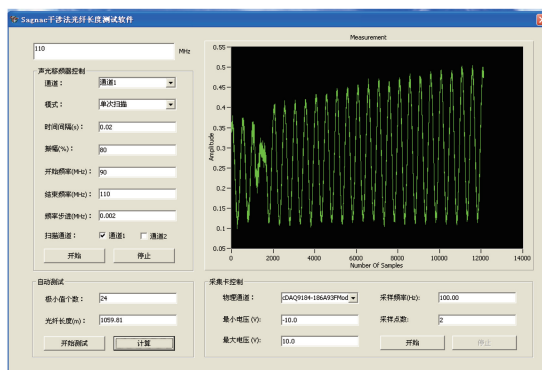 Sagnac干涉法光纤长度测试软件
110 MHz
声光移频器控制
通道： 通道1
模式： 单次扫描
时间间隔(s)： 0.02
振幅(%)： 80
开始频率(MHz)： 90
结束频率(MHz)： 110
频率步进(MHz)： 0.002
扫描通道： 通道1 通道2
开始 停止
自动测试
极小值个数： 24
光纤长度(m)： 1059.81
开始测试 计算
Measurement
Amplitude
0.55
0.5
0.45
0.4
0.35
0.3
0.25
0.2
0.15
0.1
0.05
0 2000 4000 6000 8000 10000 12000 14000
Number Of Samples
采集卡控制
物理通道： cDAQ9184-186A93FMod
采样频率(Hz)： 100.00
最小电压(V)： -10.0
采样点数： 2
最大电压(V)： 10.0
开始 停止